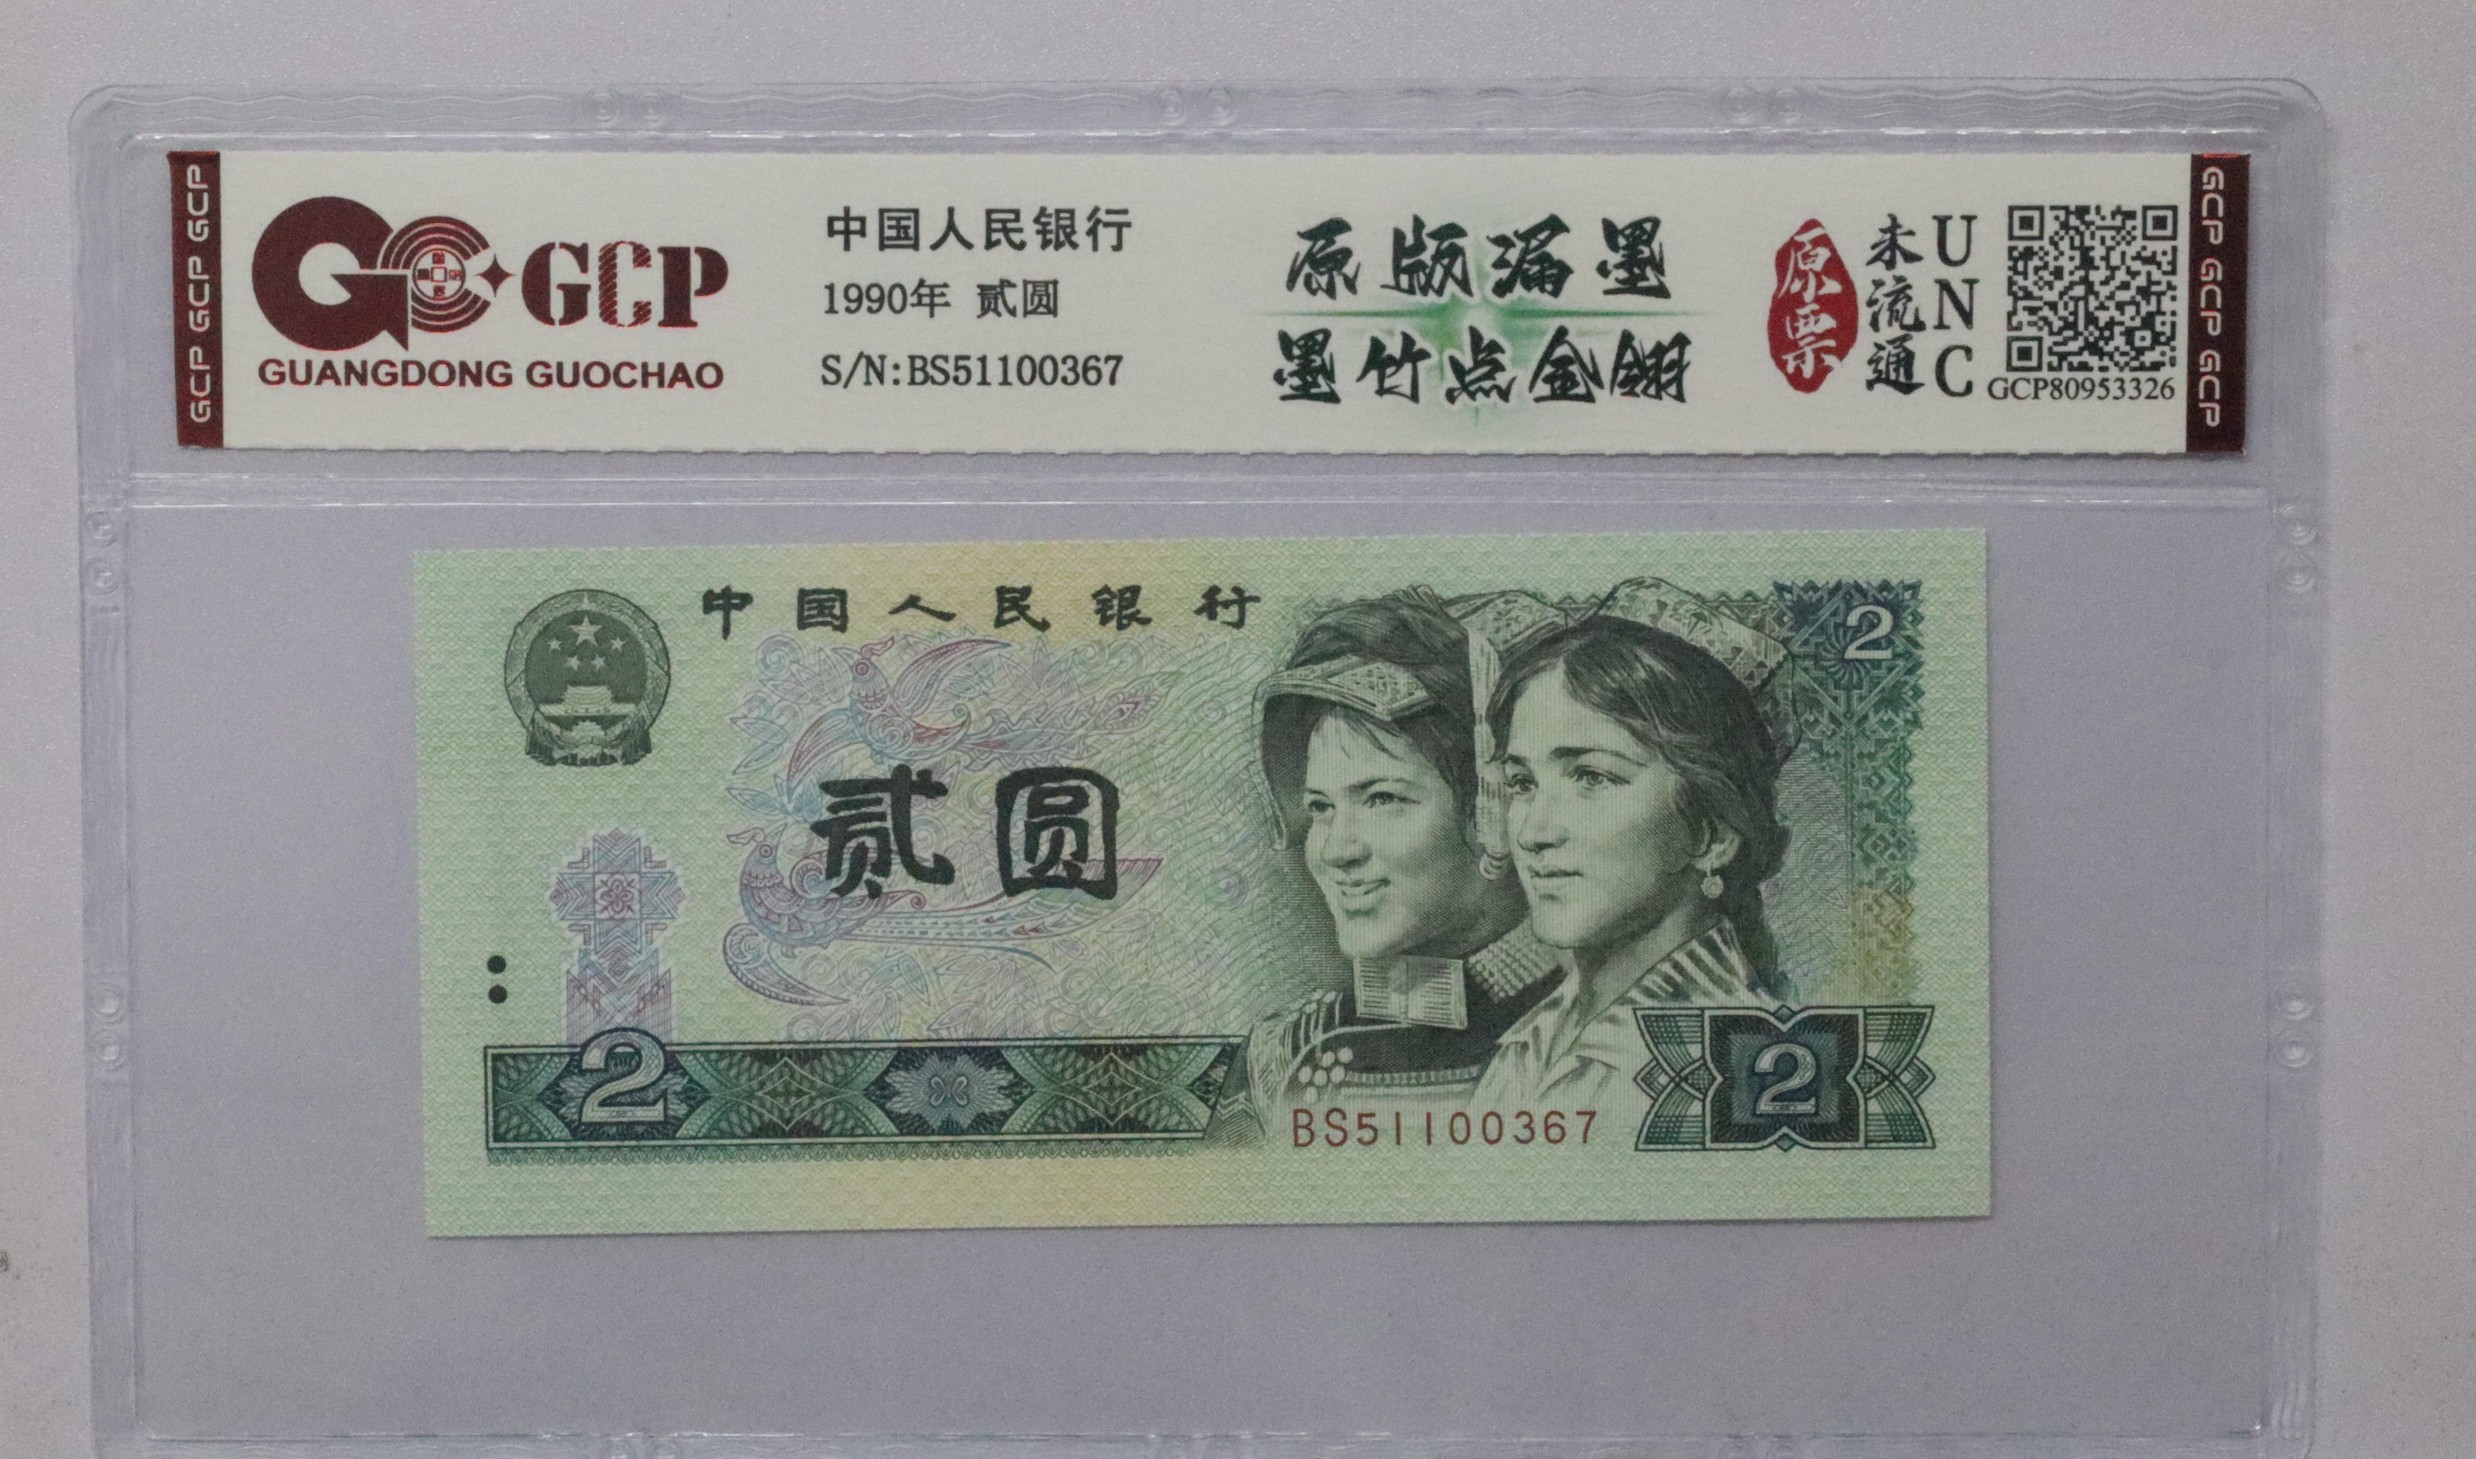 GCP GCP GCP
GCP
GUANGDONG GUOCHAO
中国人民银行
1990年 贰圆
S/N:BS51100367
原版漏墨
墨竹点金翎
原票
未流通
UNC
GCP80953326
GCP GCP GCP
中国人民银行
2
贰圆
2
BS51100367
2